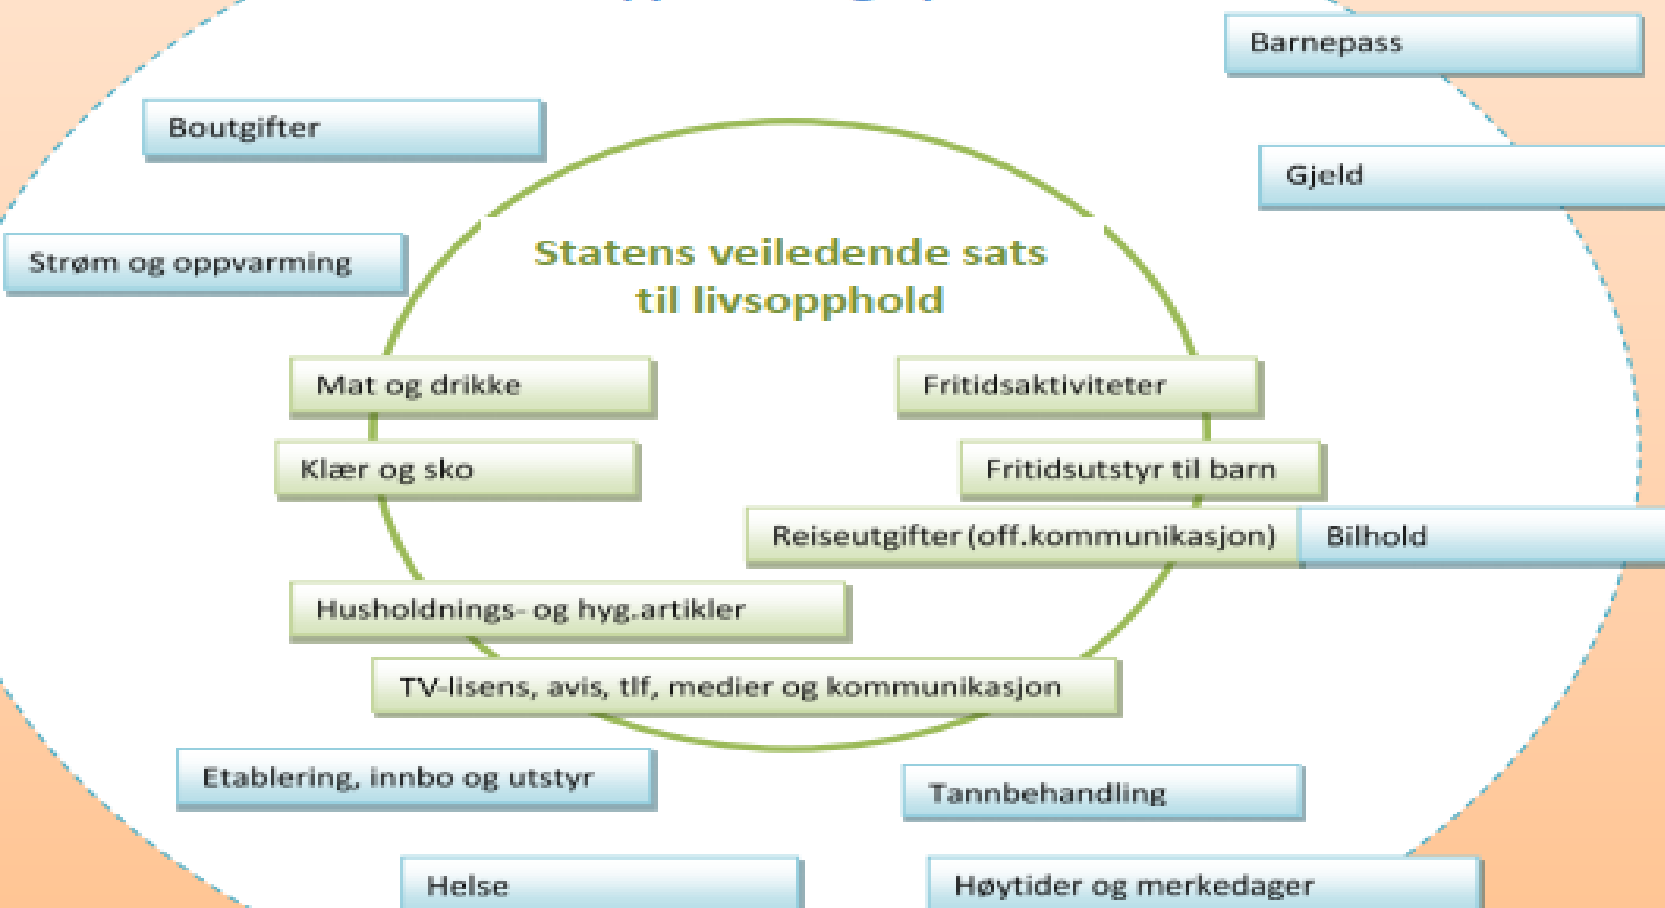 Barnepass
Boutgifter
Gjeld
Statens veiledende sats
til livsopphold
Strøm og oppvarming
Mat og drikke
Fritidsaktiviteter
Klær og sko
Fritidsutstyr til barn
Reiseutgifter (off.kommunikasjon)
Bilhold
Husholdnings- og hyg.artikler
TV-lisens, avis, tlf, medier og kommunikasjon
Etablering, innbo og utstyr
Tannbehandling
Helse
Høytider og merkedager